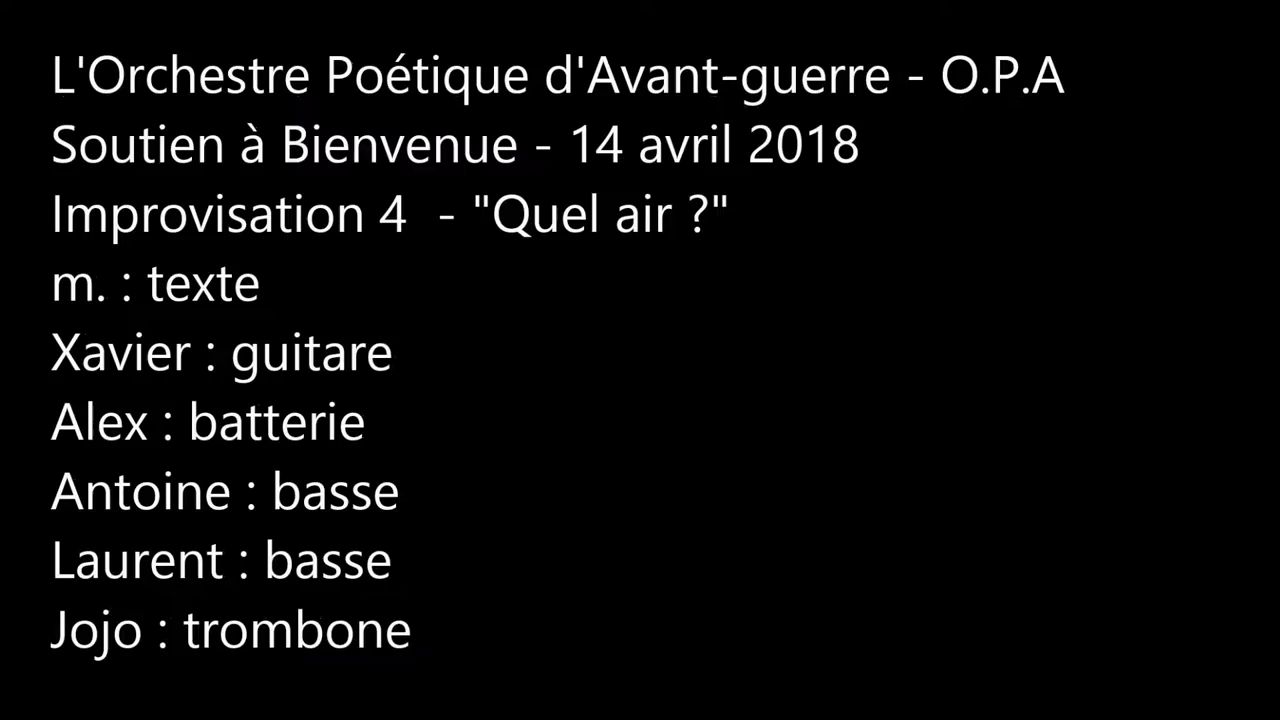 L'Orchestre Poétique d'Avant-guerre - O.P.A
Soutien à Bienvenue - 14 avril 2018
Improvisation 4  - "Quel air ?"
m. : texte
Xavier : guitare
Alex : batterie
Antoine : basse
Laurent : basse
Jojo : trombone